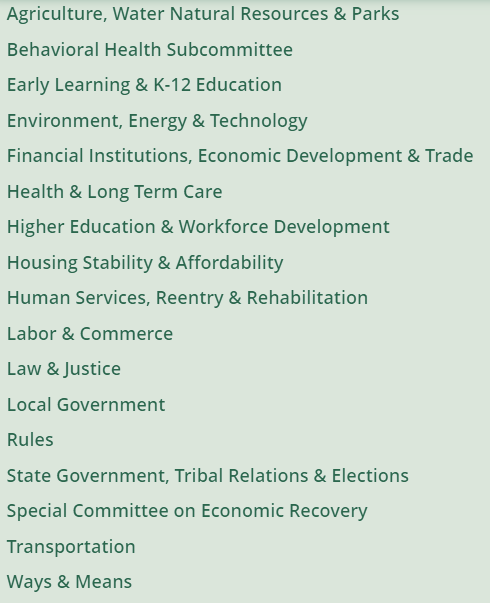 Agriculture, Water Natural Resources & Parks
Behavioral Health Subcommittee
Early Learning & K-12 Education
Environment, Energy & Technology
Financial Institutions, Economic Development & Trade
Health & Long Term Care
Higher Education & Workforce Development
Housing Stability & Affordability
Human Services, Reentry & Rehabilitation
Labor & Commerce
Law & Justice
Local Government
Rules
State Government, Tribal Relations & Elections
Special Committee on Economic Recovery
Transportation
Ways & Means